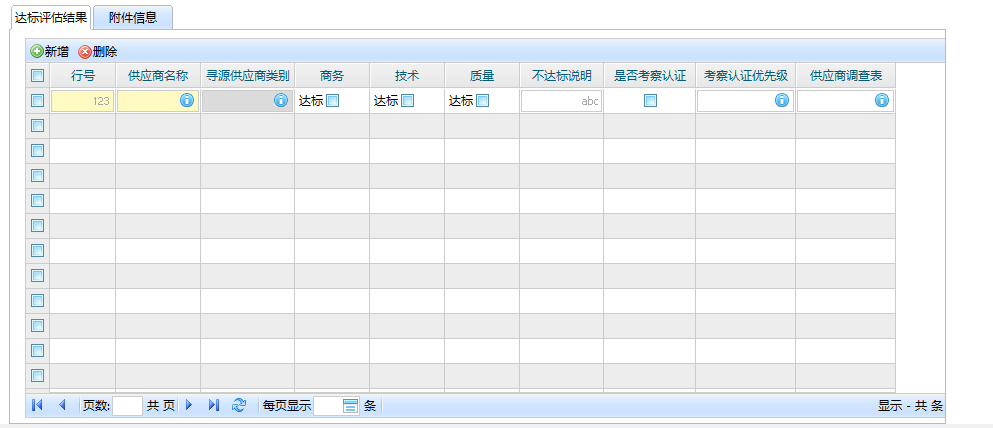 达标评估结果 附件信息
新增 删除
行号 供应商名称 寻源供应商类别 商务 技术 质量 不达标说明 是否考察认证 考察认证优先级 供应商调查表
123 达标 达标 达标 abc
页数: 共 页 每页显示 条 显示 - 共 条